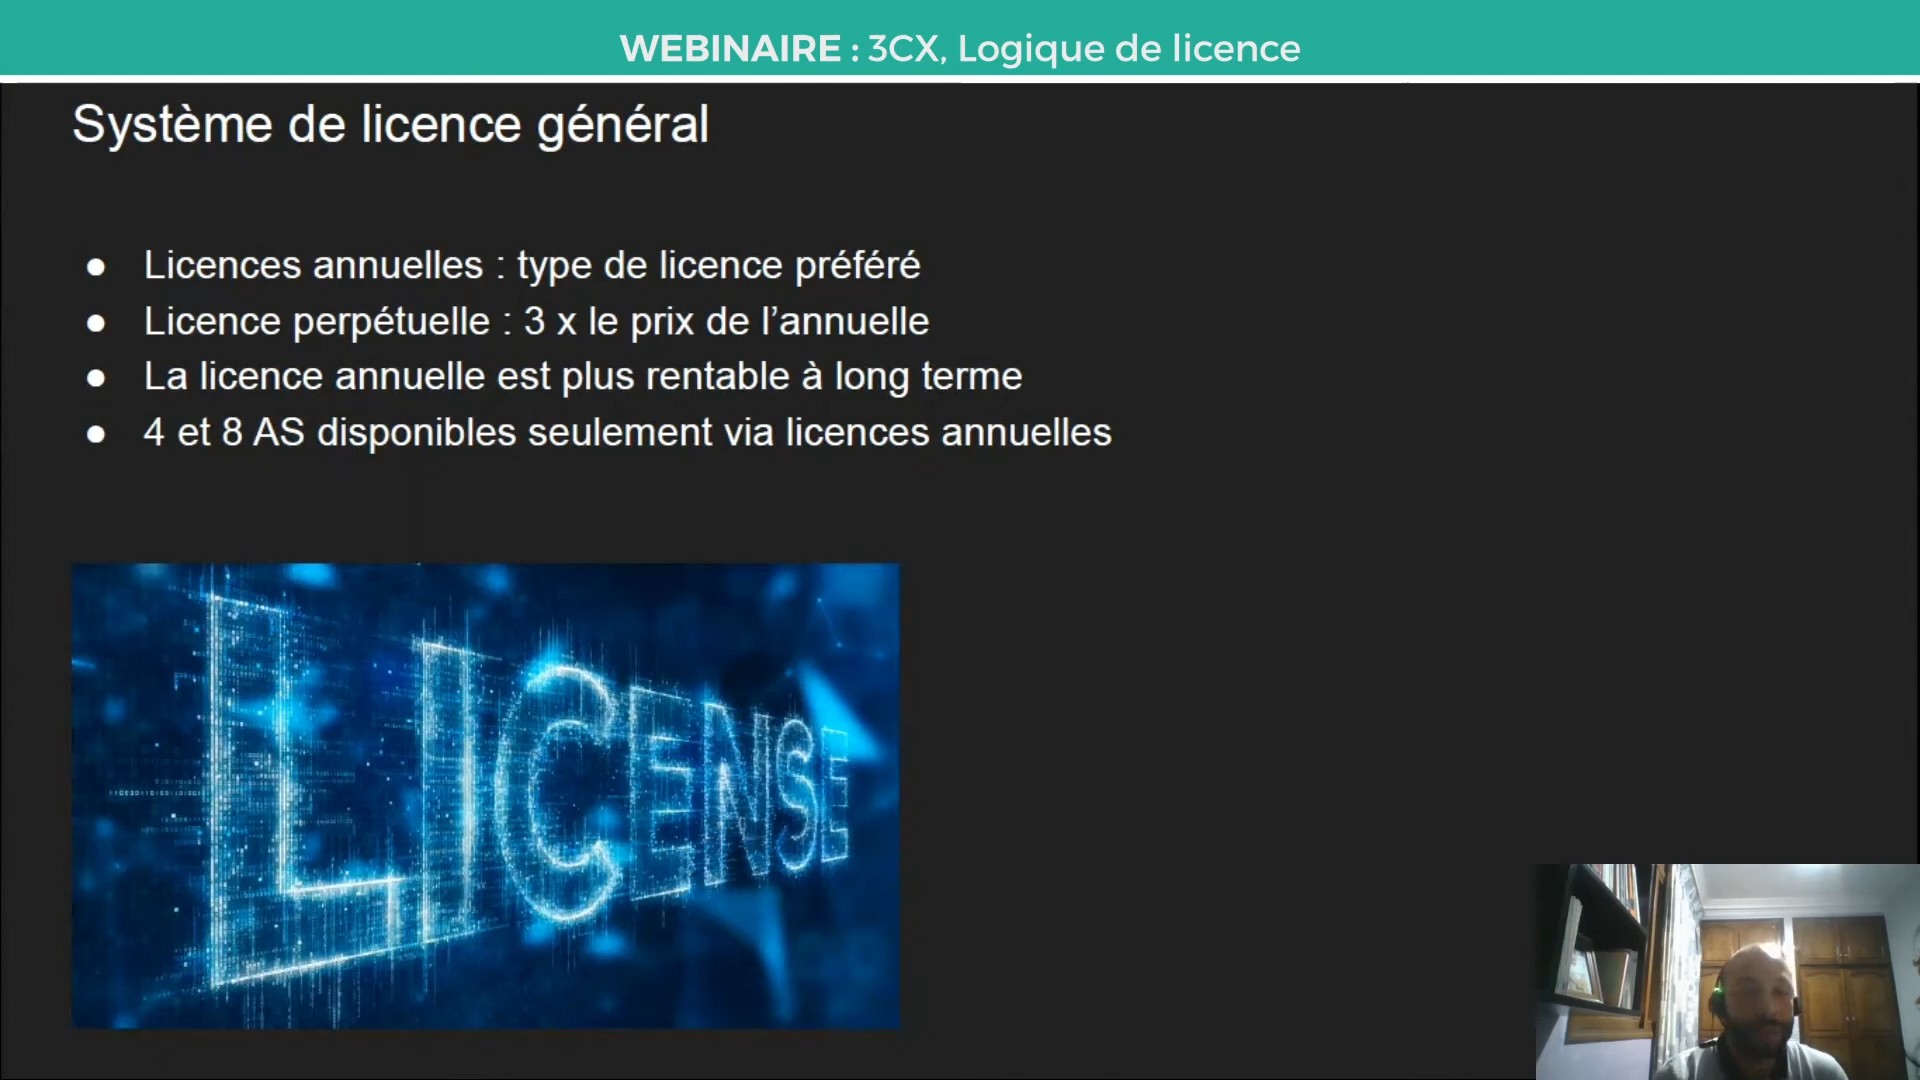 WEBINAIRE : 3CX, Logique de licence
Système de licence général
● Licences annuelles : type de licence préféré
● Licence perpétuelle : 3 x le prix de l’annuelle
● La licence annuelle est plus rentable à long terme
● 4 et 8 AS disponibles seulement via licences annuelles
LICENSE